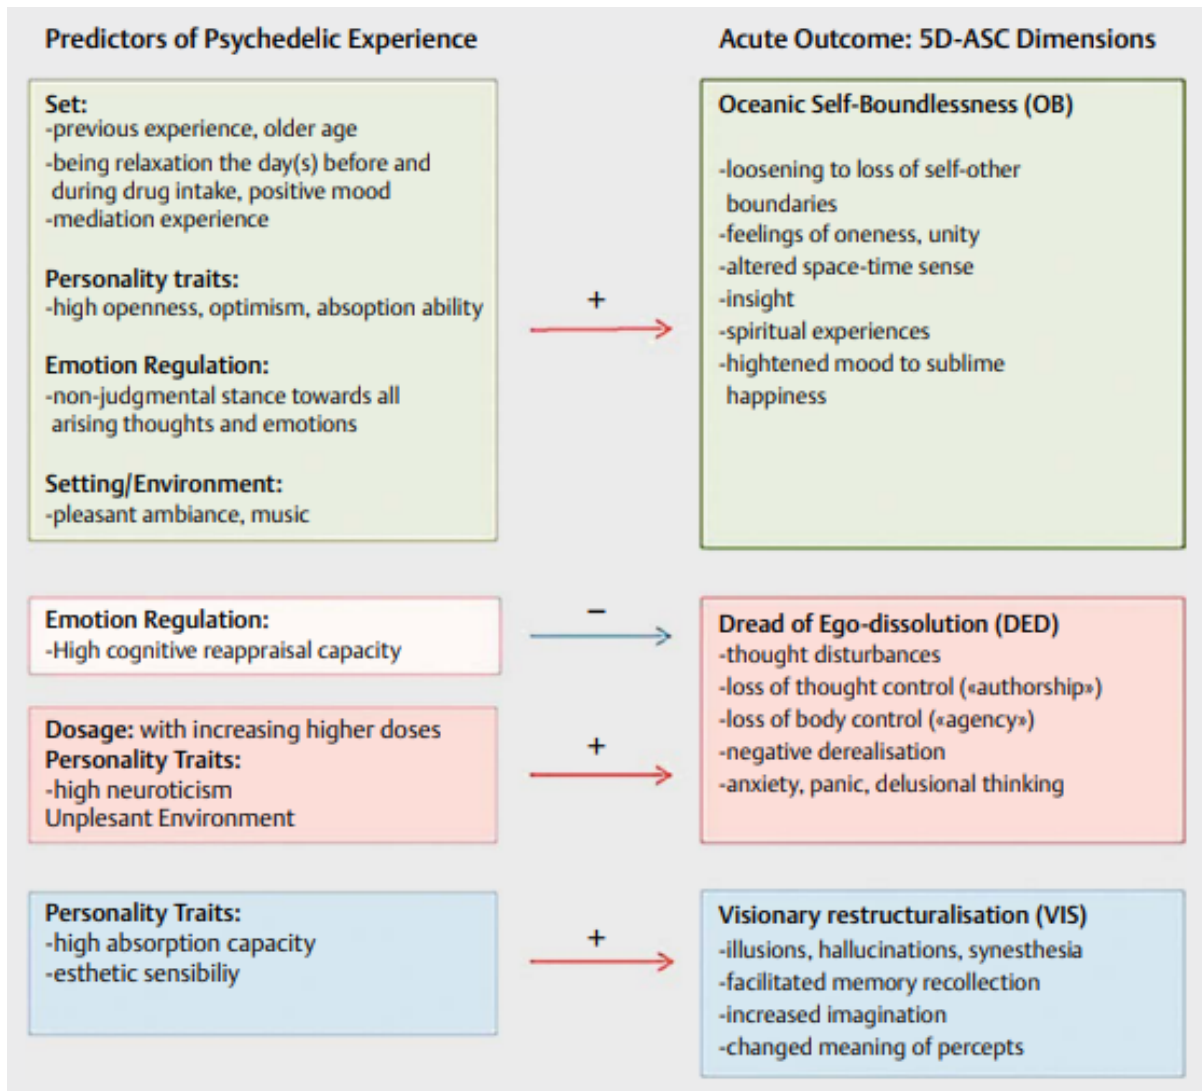 Predictors of Psychedelic Experience
Acute Outcome: 5D-ASC Dimensions
Set:
-previous experience, older age
-being relaxation the day(s) before and
during drug intake, positive mood
-mediation experience
Personality traits:
-high openness, optimism, absoption ability
Emotion Regulation:
-non-judgmental stance towards all
arising thoughts and emotions
Setting/Environment:
-pleasant ambiance, music
+
Oceanic Self-Boundlessness (OB)
-loosening to loss of self-other
boundaries
-feelings of oneness, unity
-altered space-time sense
-insight
-spiritual experiences
-hightened mood to sublime
happiness
Emotion Regulation:
-High cognitive reappraisal capacity
–
Dosage: with increasing higher doses
Personality Traits:
-high neuroticism
Unplesant Environment
+
Dread of Ego-dissolution (DED)
-thought disturbances
-loss of thought control («authorship»)
-loss of body control («agency»)
-negative derealisation
-anxiety, panic, delusional thinking
Personality Traits:
-high absorption capacity
-esthetic sensibiliy
+
Visionary restructuralisation (VIS)
-illusions, hallucinations, synesthesia
-facilitated memory recollection
-increased imagination
-changed meaning of percepts